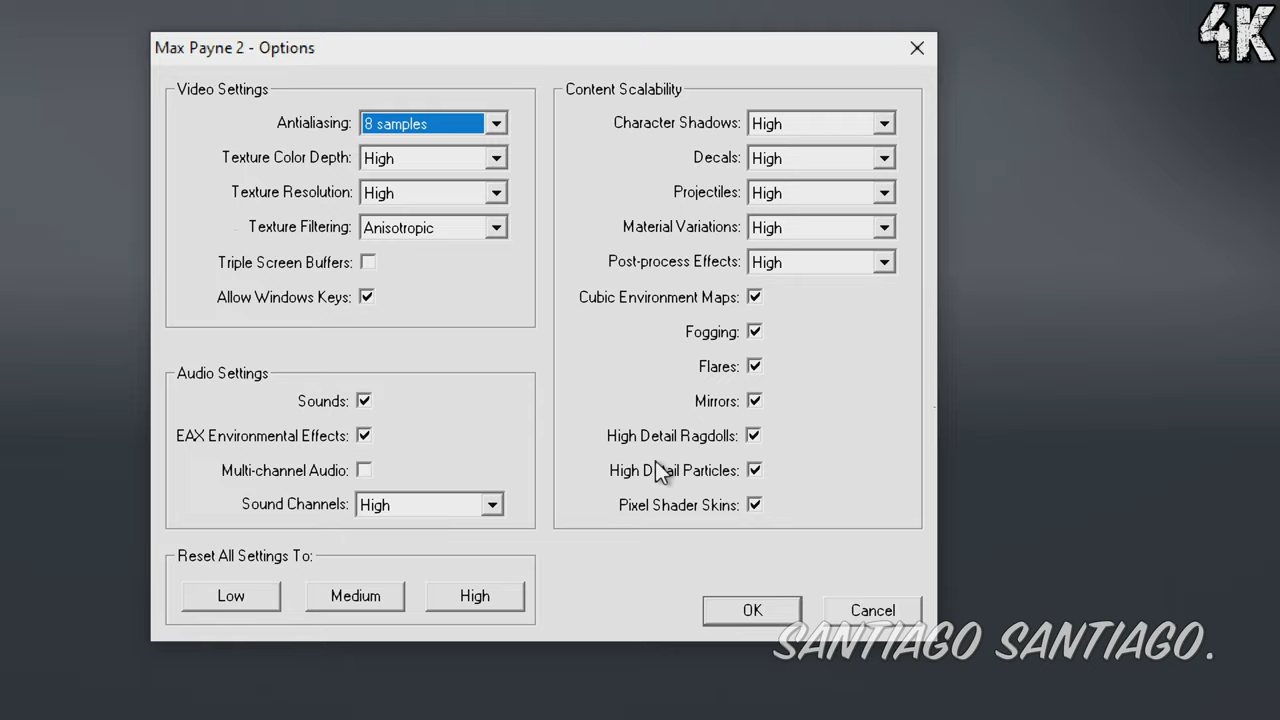 4K
Max Payne 2 - Options
Video Settings
Antialiasing: 8 samples
Texture Color Depth: High
Texture Resolution: High
Texture Filtering: Anisotropic
Triple Screen Buffers:
Allow Windows Keys:
Audio Settings
Sounds:
EAX Environmental Effects:
Multi-channel Audio:
Sound Channels: High
Reset All Settings To:
Low Medium High
Content Scalability
Character Shadows: High
Decals: High
Projectiles: High
Material Variations: High
Post-process Effects: High
Cubic Environment Maps:
Fogging:
Flares:
Mirrors:
High Detail Ragdolls:
High Detail Particles:
Pixel Shader Skins:
OK Cancel
SANTIAGO SANTIAGO.